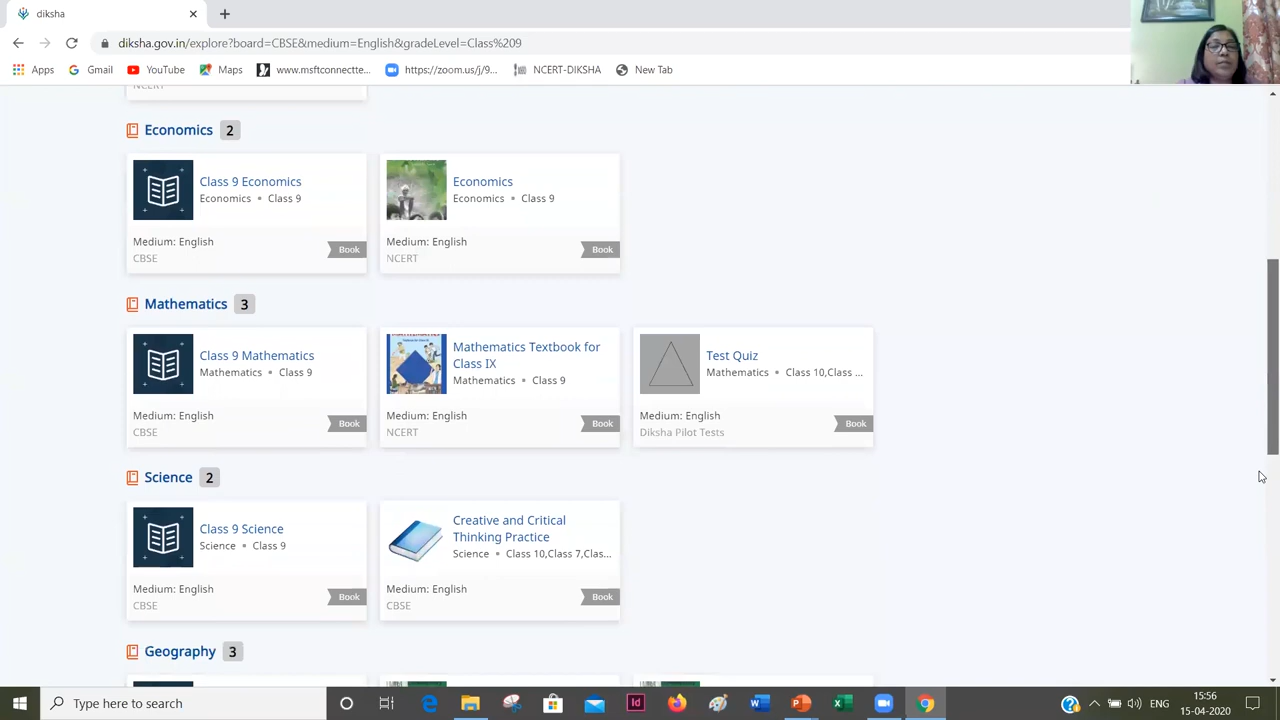 diksha
diksha.gov.in/explore?board=CBSE&medium=English&gradeLevel=Class%209
Apps
Gmail
YouTube
Maps
www.msftconnectte...
https://zoom.us/j/9...
NCERT-DIKSHA
New Tab
NCERT
Economics 2
Class 9 Economics
Economics Class 9
Medium: English
CBSE
Book
Economics
Economics Class 9
Medium: English
NCERT
Book
Mathematics 3
Class 9 Mathematics
Mathematics Class 9
Medium: English
CBSE
Book
Mathematics Textbook for
Class IX
Mathematics Class 9
Medium: English
NCERT
Book
Test Quiz
Mathematics Class 10,Class ...
Medium: English
Diksha Pilot Tests
Book
Science 2
Class 9 Science
Science Class 9
Medium: English
CBSE
Book
Creative and Critical
Thinking Practice
Science Class 10,Class 7,Clas...
Medium: English
CBSE
Book
Geography 3
Type here to search
ENG
15:56
15-04-2020